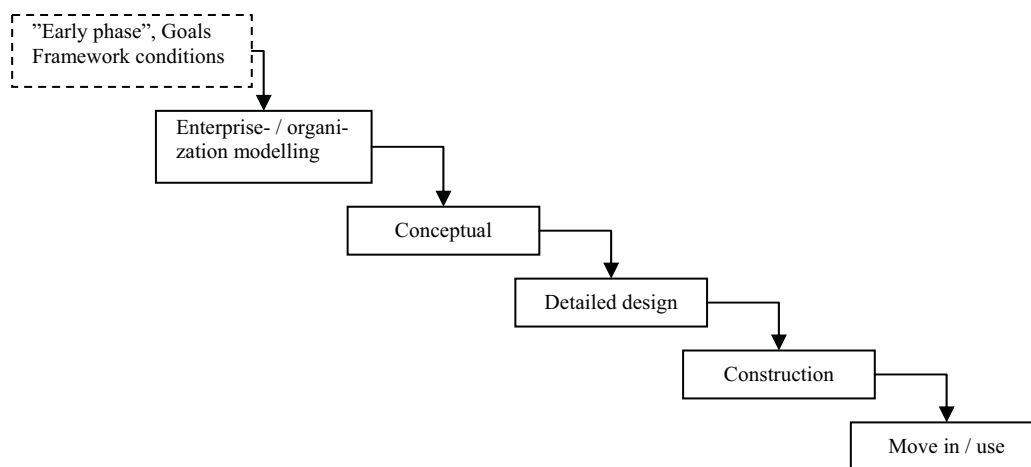 ”Early phase”, Goals
Framework conditions
Enterprise- / organi-
zation modelling
Conceptual
Detailed design
Construction
Move in / use